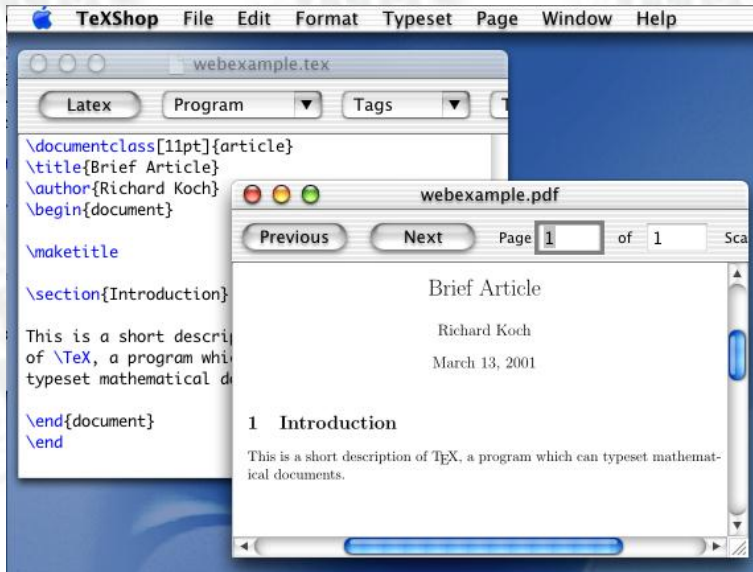 TeXShop File Edit Format Typeset Page Window Help
webexample.tex
Latex Program Tags
\documentclass[11pt]{article}
\title{Brief Article}
\author{Richard Koch}
\begin{document}
\maketitle
\section{Introduction}
This is a short
of \TeX, a program
typeset mathematical
\end{document}
\end
webexample.pdf
Previous Next Page 1 of 1
Brief Article
Richard Koch
March 13, 2001
1 Introduction
This is a short description of TEX, a program which can typeset mathemat-
ical documents.